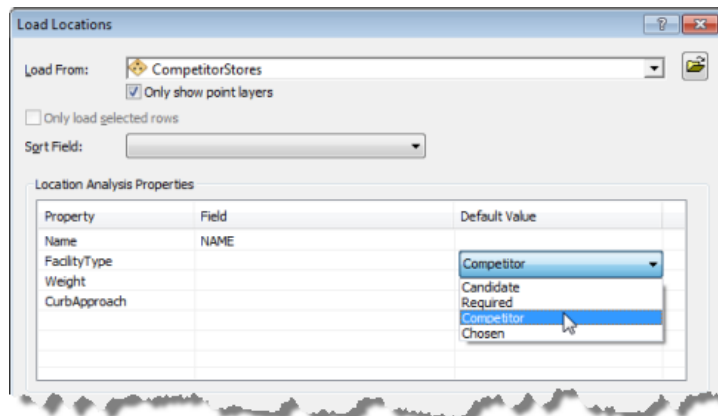 Load Locations
Load From: CompetitorStores
Only show point layers
Only load selected rows
Sort Field:
Location Analysis Properties
Property Field Default Value
Name NAME
FacilityType Competitor
Weight Candidate
CurbApproach Required
Competitor
Chosen